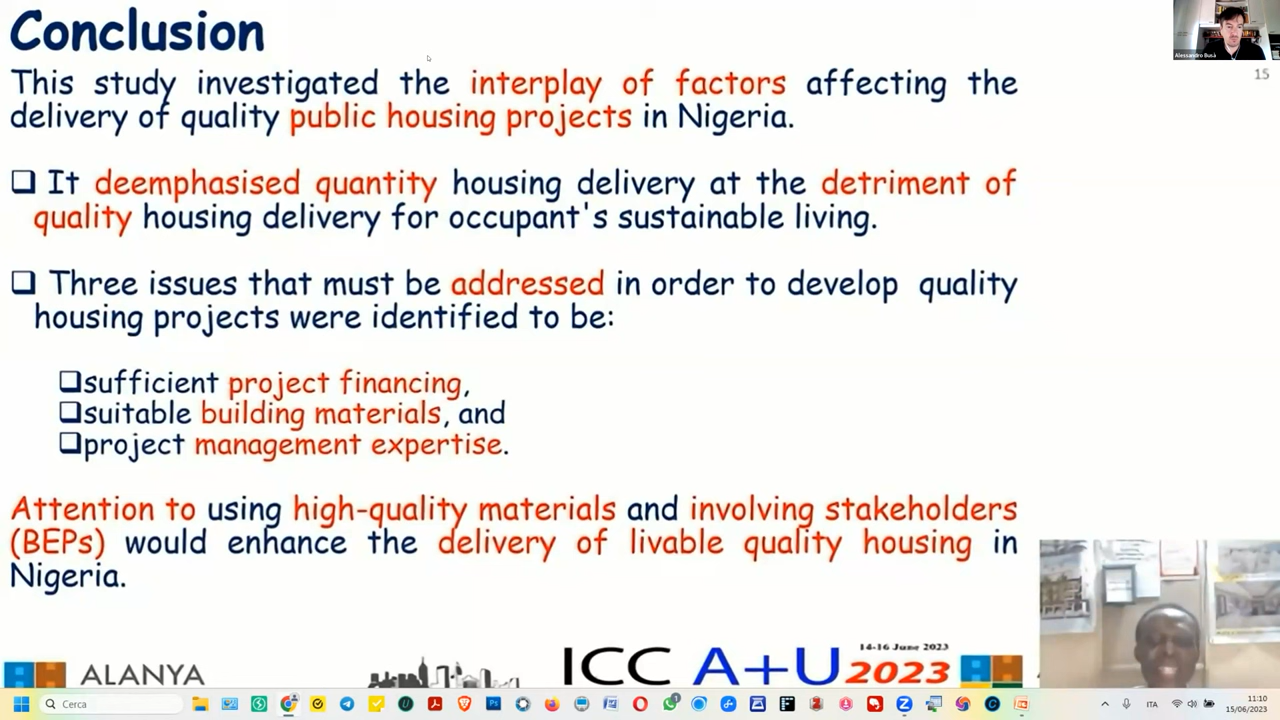 Conclusion
Alessandro Busà
15
This study investigated the interplay of factors affecting the
delivery of quality public housing projects in Nigeria.
❑ It deemphasised quantity housing delivery at the detriment of
quality housing delivery for occupant's sustainable living.
❑ Three issues that must be addressed in order to develop quality
housing projects were identified to be:
❑sufficient project financing,
❑suitable building materials, and
❑project management expertise.
Attention to using high-quality materials and involving stakeholders
(BEPs) would enhance the delivery of livable quality housing in
Nigeria.
ALANYA
ICC A+U 2023
14-16 June 2023
Cerca
ITA
11:10
15/06/2023